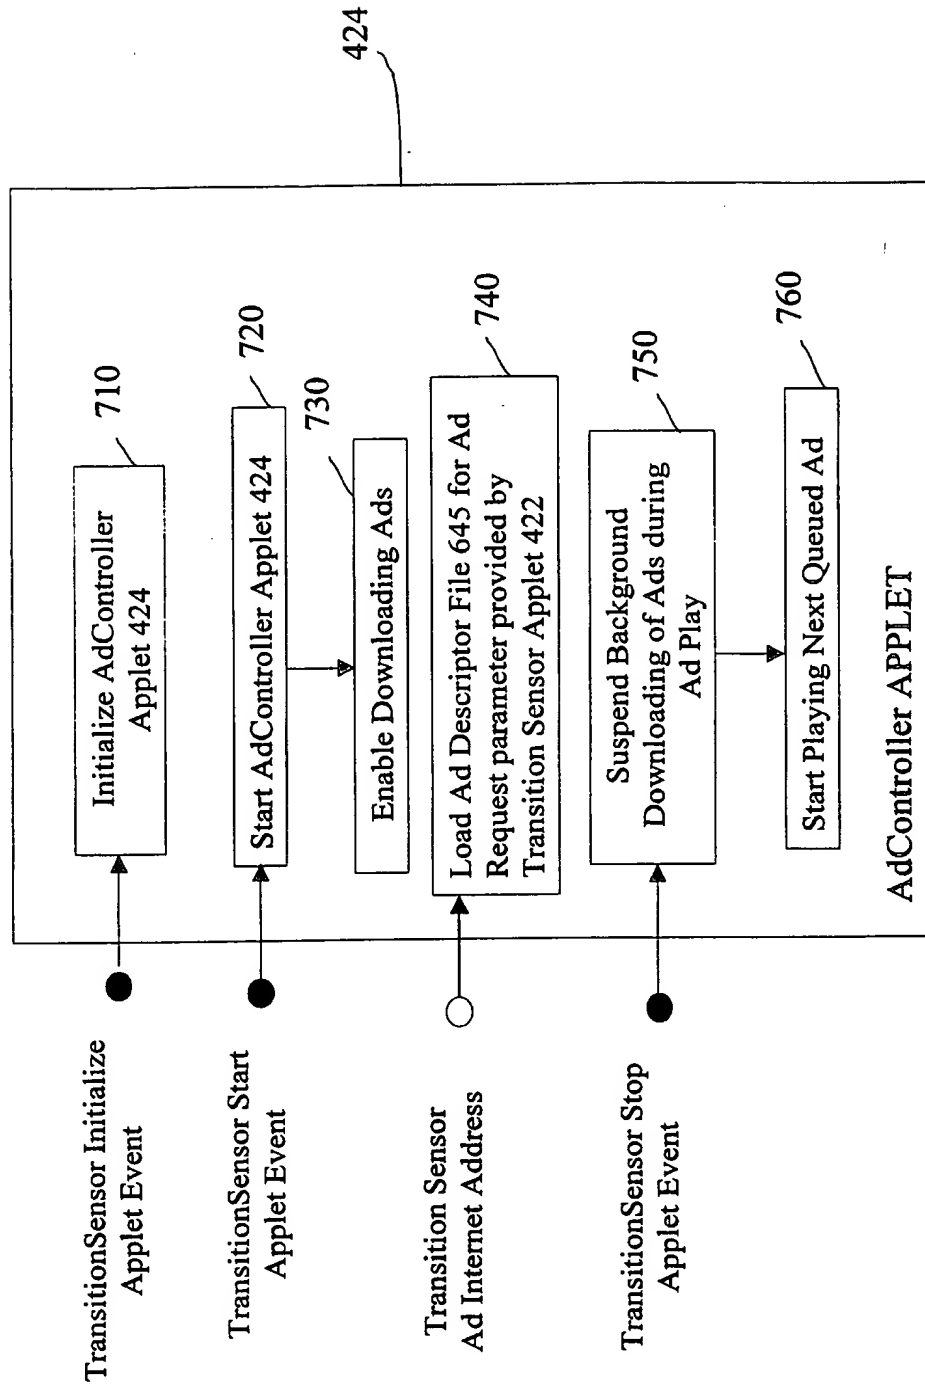 TransitionSensor Initialize
Applet Event
Initialize AdController
Applet 424
710
TransitionSensor Start
Applet Event
Start AdController Applet 424
720
Enable Downloading Ads
730
Transition Sensor
Ad Internet Address
Load Ad Descriptor File 645 for Ad
Request parameter provided by
Transition Sensor Applet 422
740
TransitionSensor Stop
Applet Event
Suspend Background
Downloading of Ads during
Ad Play
750
Start Playing Next Queued Ad
760
AdController APPLET
424